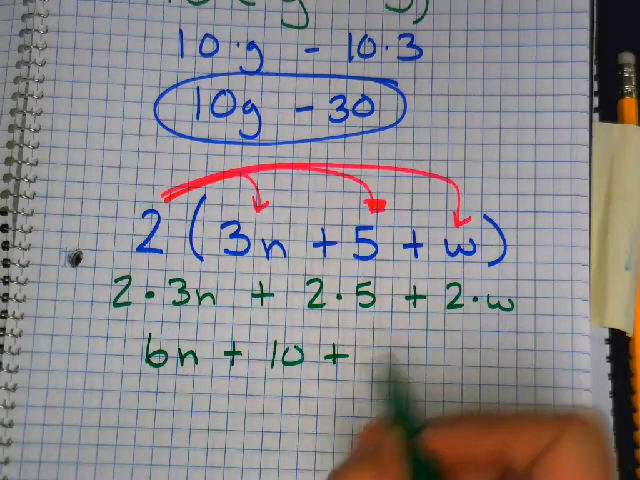 10·g - 10·3
10g - 30
2(3n + 5 + w)
2·3n + 2·5 + 2·w
6n + 10 +